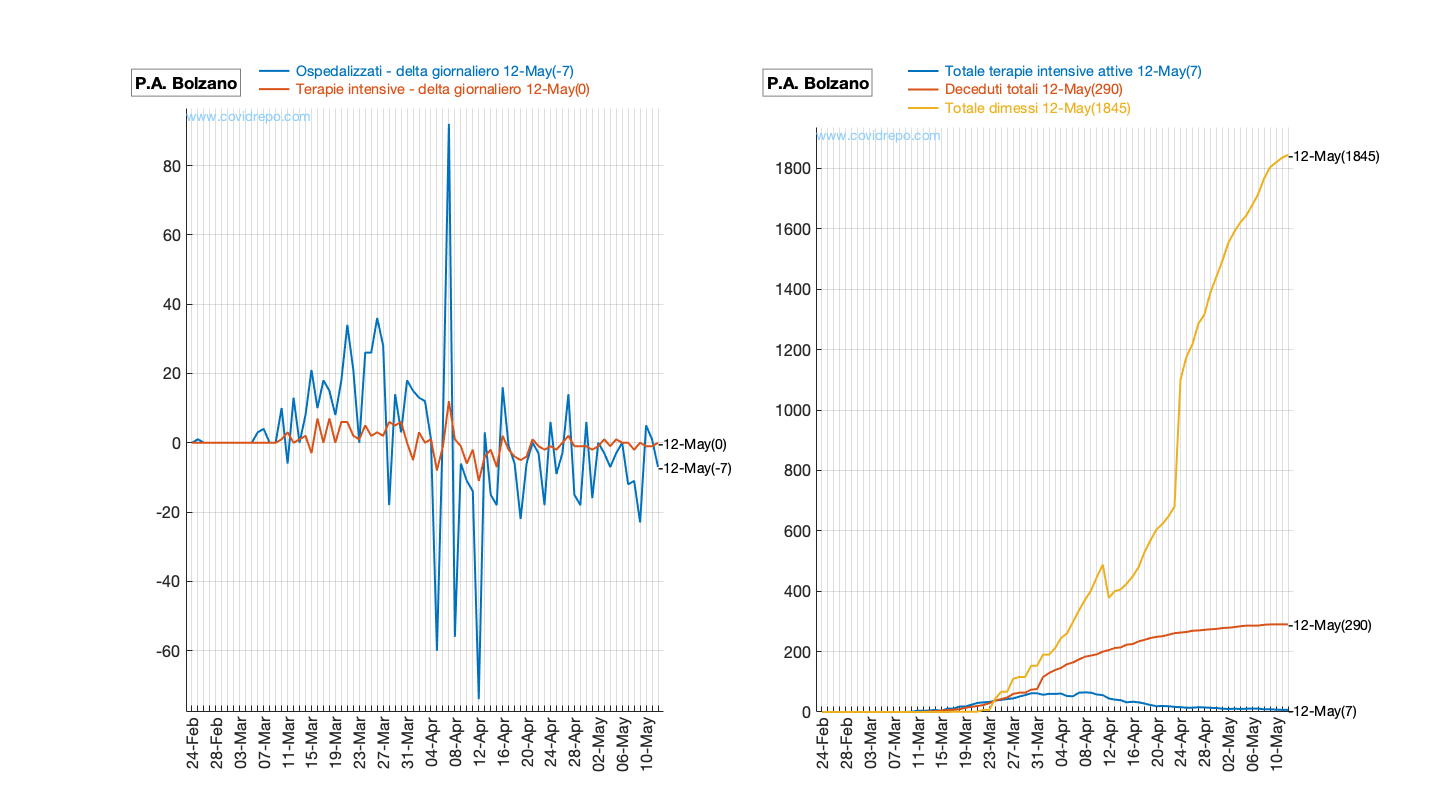 P.A. Bolzano
Ospedalizzati - delta giornaliero 12-May(-7)
Terapie intensive - delta giornaliero 12-May(0)
www.covidrepo.com
80
60
40
20
0
-20
-40
-60
-12-May(0)
-12-May(-7)
24-Feb
28-Feb
03-Mar
07-Mar
11-Mar
15-Mar
19-Mar
23-Mar
27-Mar
31-Mar
04-Apr
08-Apr
12-Apr
16-Apr
20-Apr
24-Apr
28-Apr
02-May
06-May
10-May
P.A. Bolzano
Totale terapie intensive attive 12-May(7)
Deceduti totali 12-May(290)
Totale dimessi 12-May(1845)
www.covidrepo.com
1800
1600
1400
1200
1000
800
600
400
200
0
-12-May(1845)
-12-May(290)
-12-May(7)
24-Feb
28-Feb
03-Mar
07-Mar
11-Mar
15-Mar
19-Mar
23-Mar
27-Mar
31-Mar
04-Apr
08-Apr
12-Apr
16-Apr
20-Apr
24-Apr
28-Apr
02-May
06-May
10-May